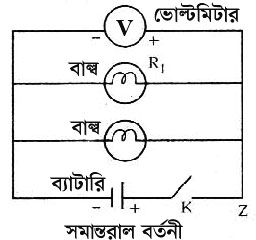 ভোল্টমিটার
V
− +
বাল্ব R₁
বাল্ব
ব্যাটারি
− + K Z
সমান্তরাল বর্তনী